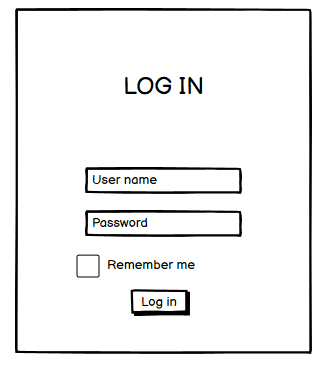 LOG IN
User name
Password
Remember me
Log in